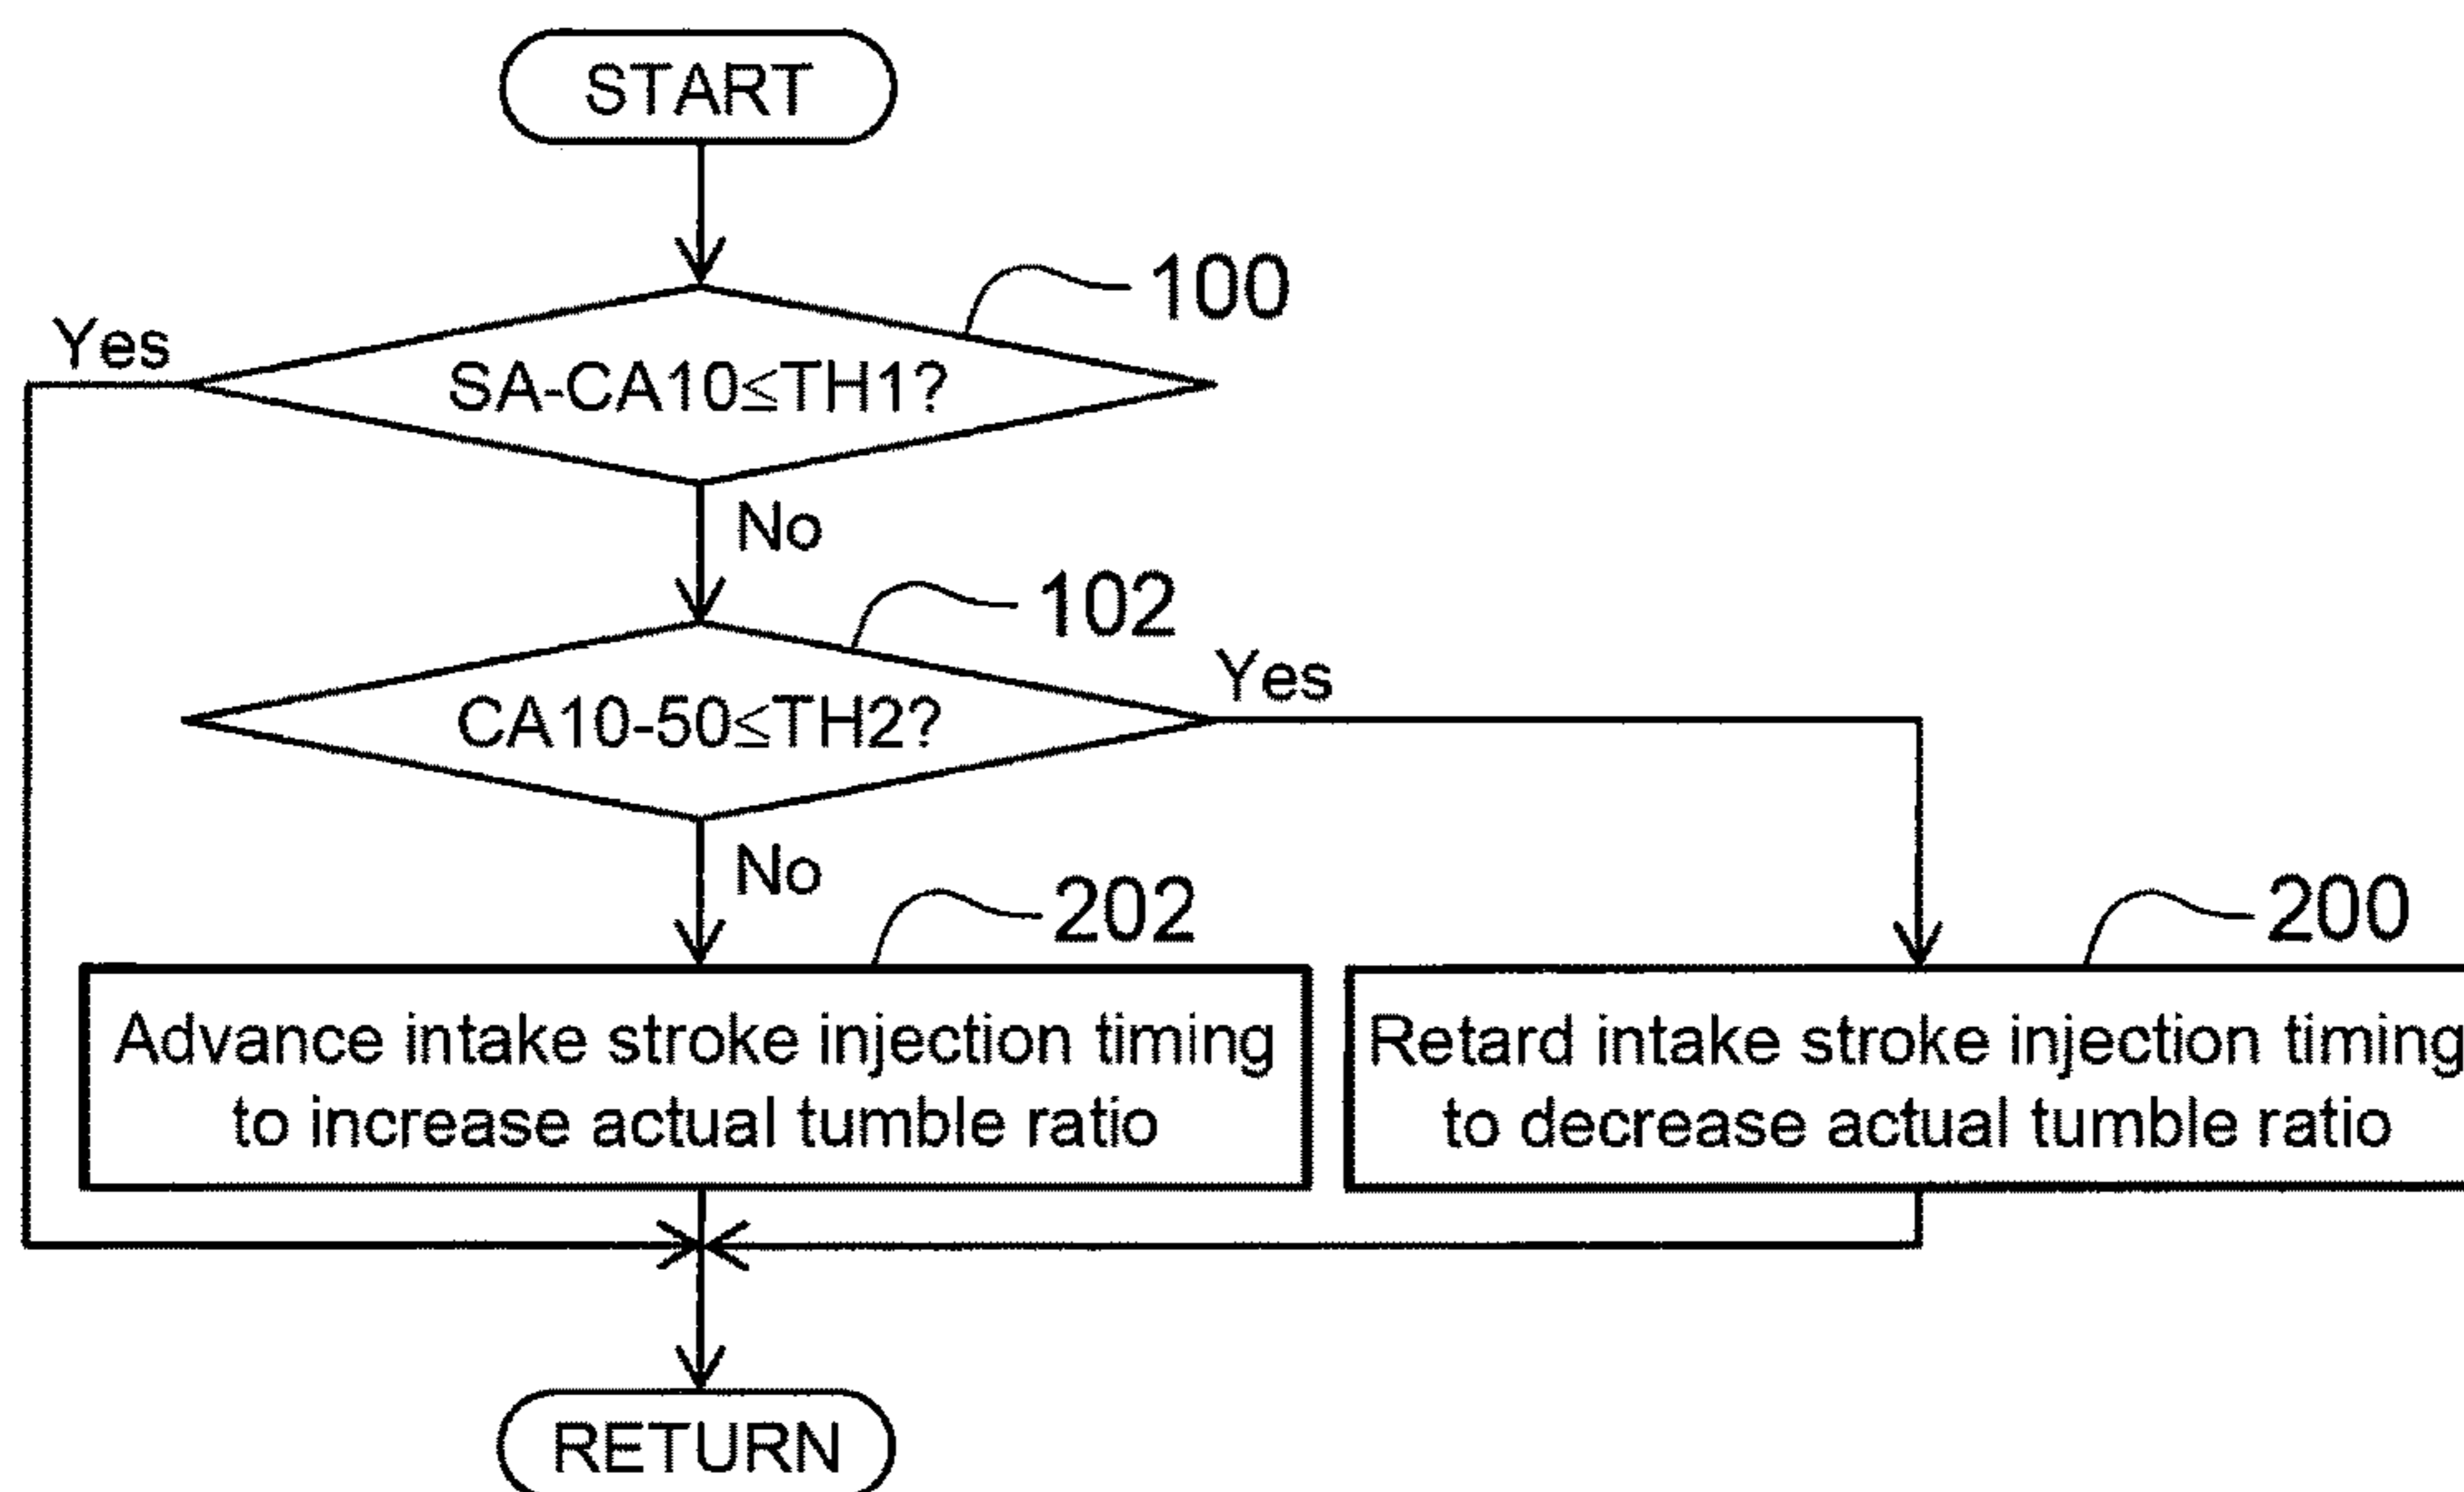 START
100
Yes
SA-CA10≤TH1?
No
102
Yes
CA10-50≤TH2?
No
202
200
Advance intake stroke injection timing
to increase actual tumble ratio
Retard intake stroke injection timing
to decrease actual tumble ratio
RETURN